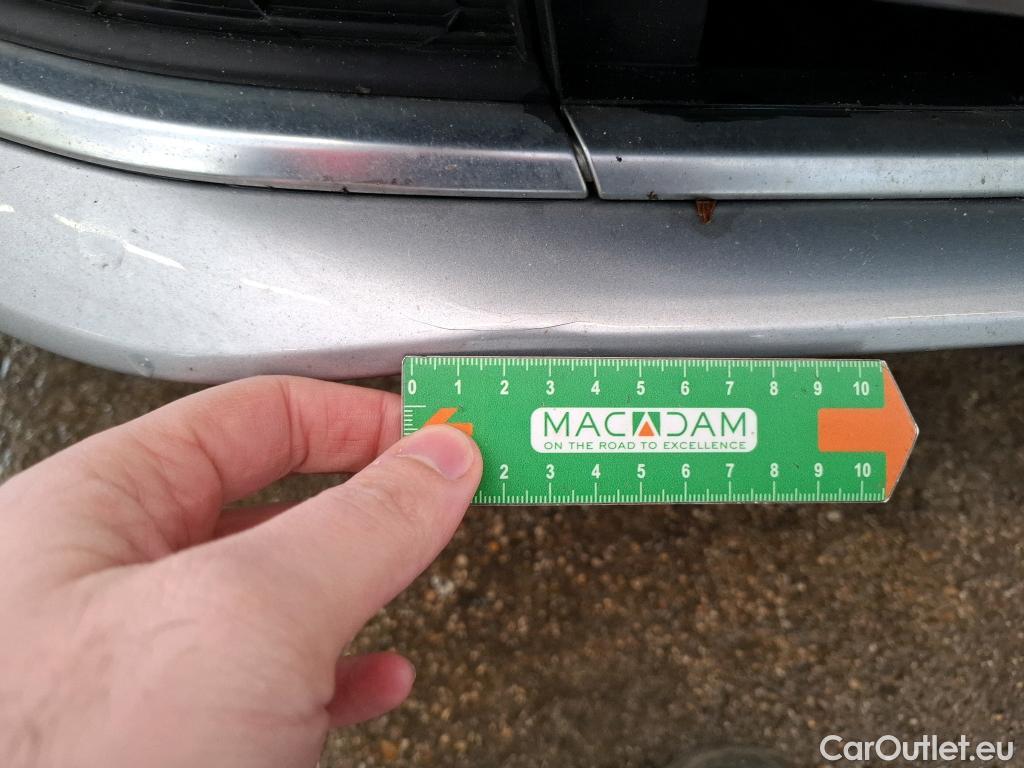 0 1 2 3 4 5 6 7 8 9 10
MACADAM
ON THE ROAD TO EXCELLENCE
2 3 4 5 6 7 8 9 10
CarOutlet.eu